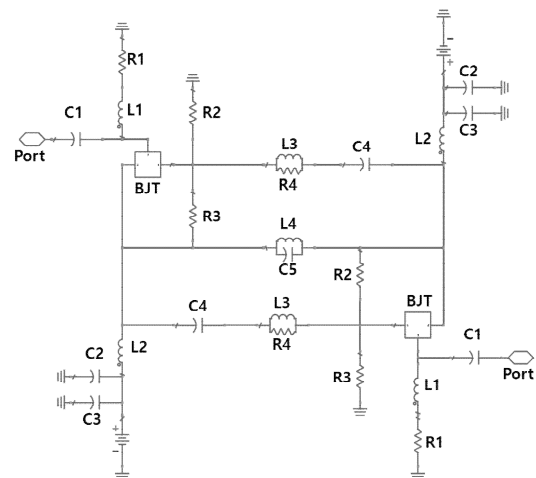 R1
C2
C1
L1
R2
C3
Port
L3
C4
L2
R4
BJT
R3
L4
C5
R2
BJT
C4
L3
C1
L2
R4
C2
R3
L1
Port
C3
R1
+
-
+
-